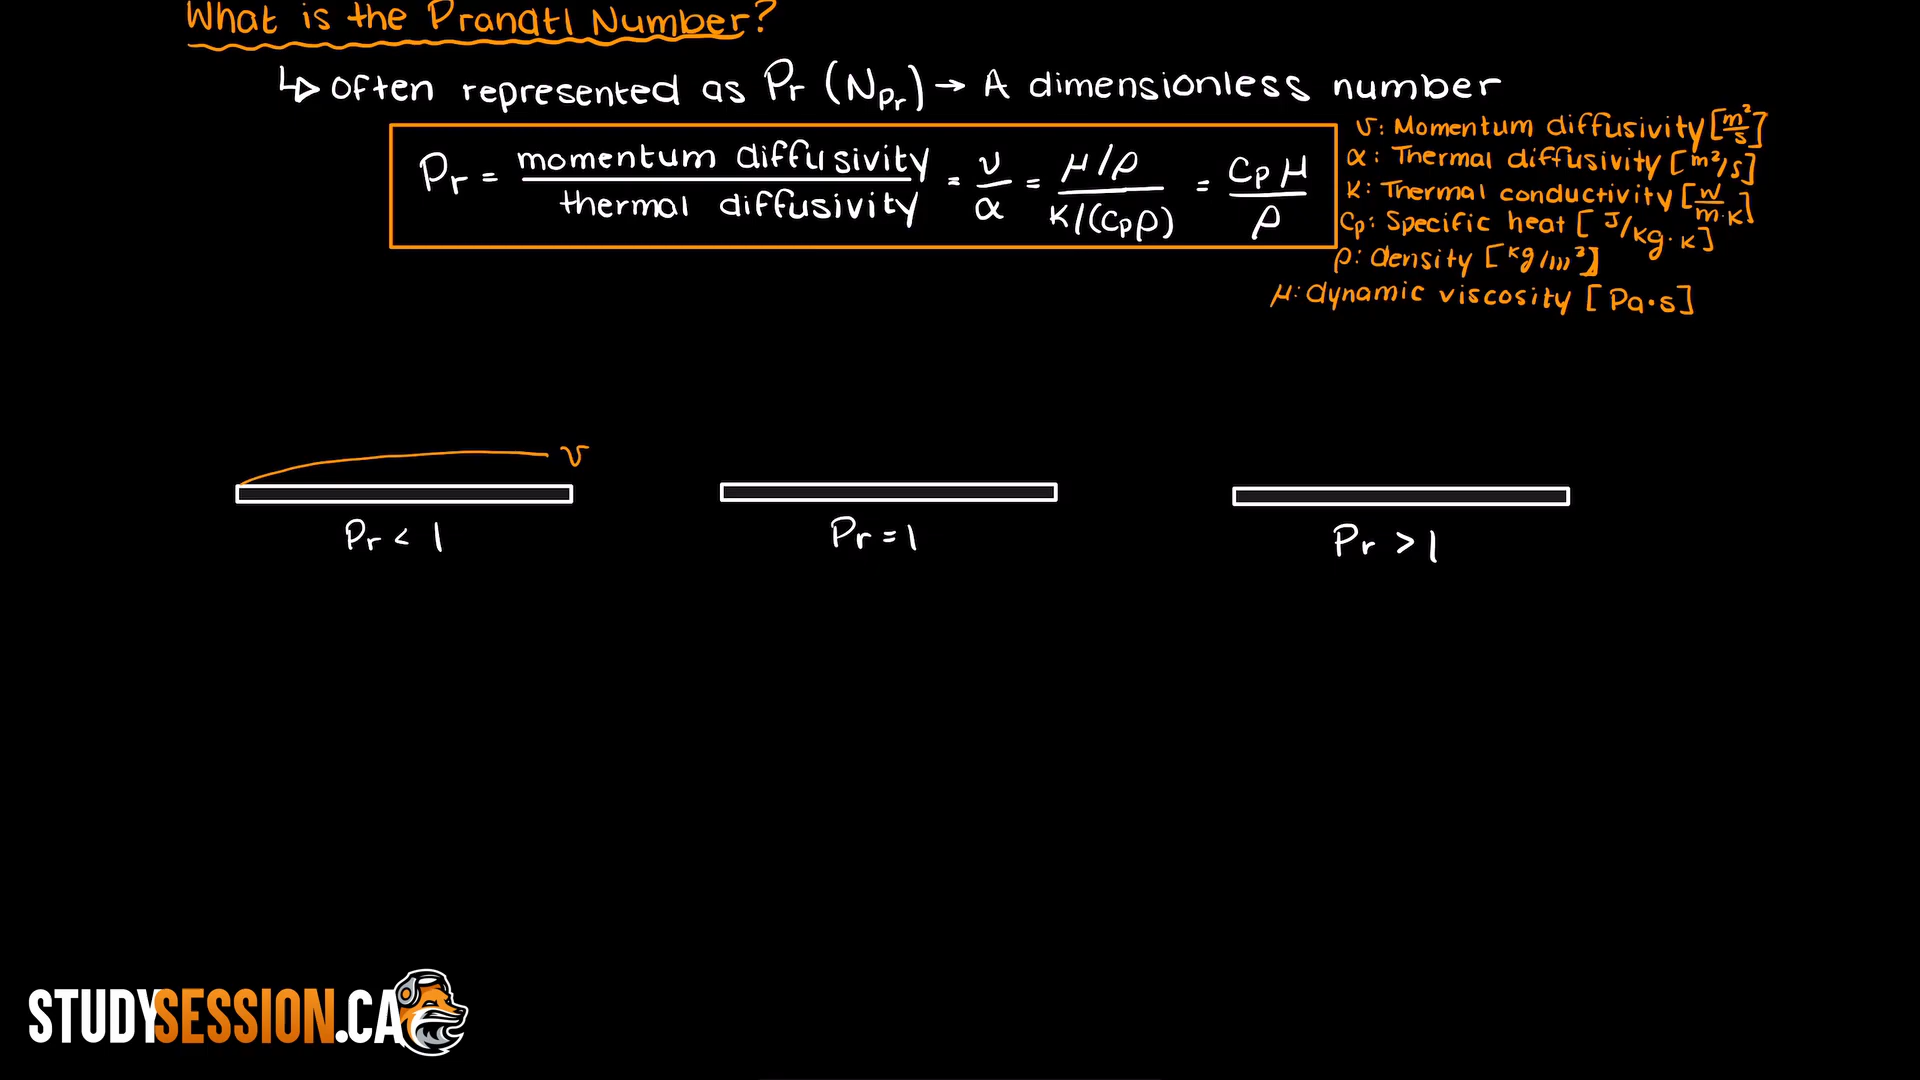 What is the Prandtl Number?
↳ often represented as Pr (NPr) → A dimensionless number
Pr = momentum diffusivity / thermal diffusivity = ν/α = μ/ρ / k/(Cpρ) = Cpμ/ρ
ν: Momentum diffusivity [m²/s]
α: Thermal diffusivity [m²/s]
k: Thermal conductivity [W/m·K]
Cp: Specific heat [J/kg·K]
ρ: density [kg/m³]
μ: dynamic viscosity [Pa·s]
ν
Pr < 1
Pr = 1
Pr > 1
STUDYSESSION.CA